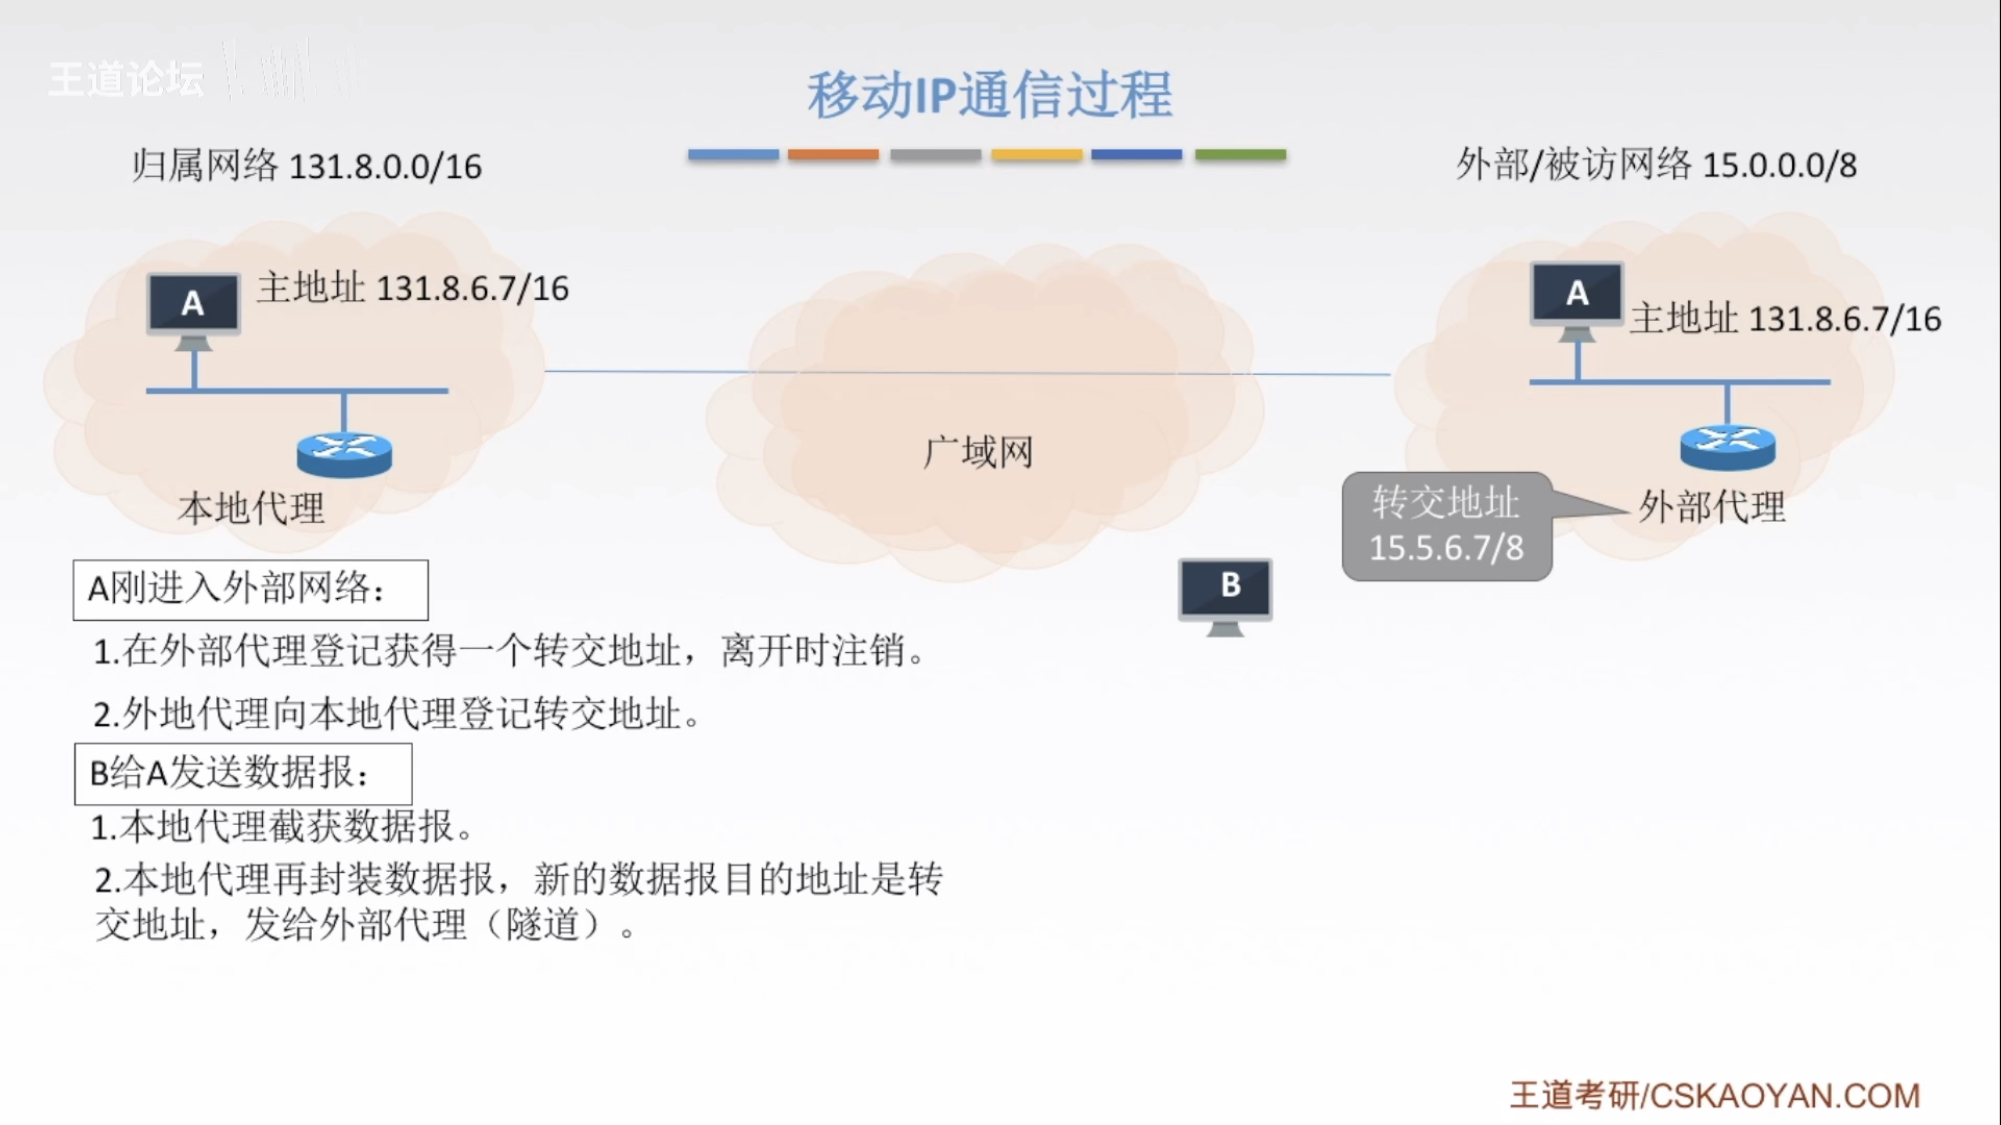 王道论坛
移动IP通信过程
归属网络 131.8.0.0/16
外部/被访网络 15.0.0.0/8
A
主地址 131.8.6.7/16
A
主地址 131.8.6.7/16
广域网
本地代理
转交地址
15.5.6.7/8
外部代理
B
A刚进入外部网络：
1.在外部代理登记获得一个转交地址，离开时注销。
2.外地代理向本地代理登记转交地址。
B给A发送数据报：
1.本地代理截获数据报。
2.本地代理再封装数据报，新的数据报目的地址是转
交地址，发给外部代理（隧道）。
王道考研/CSKAOYAN.COM